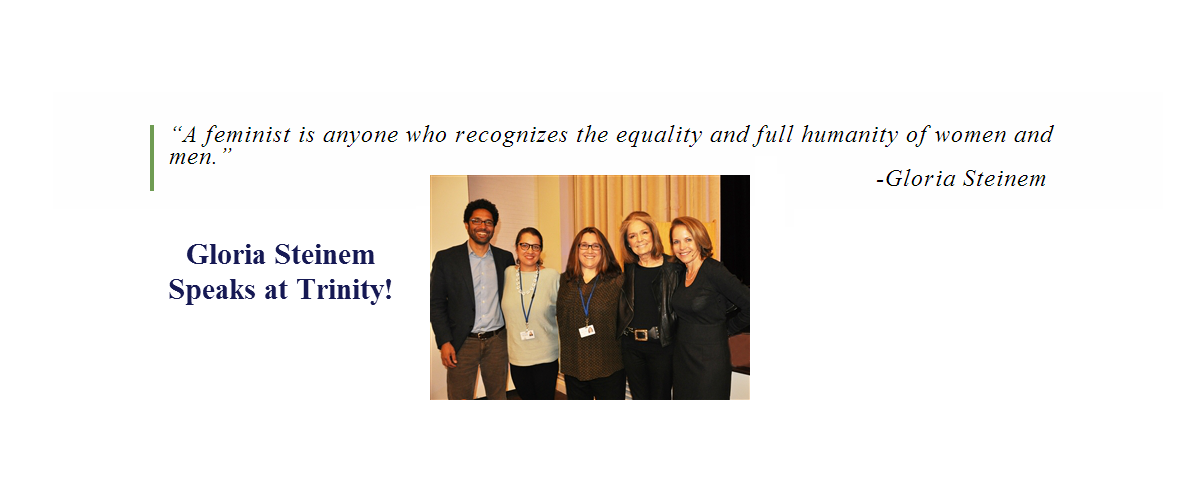 “A feminist is anyone who recognizes the equality and full humanity of women and
men.”
-Gloria Steinem
Gloria Steinem
Speaks at Trinity!